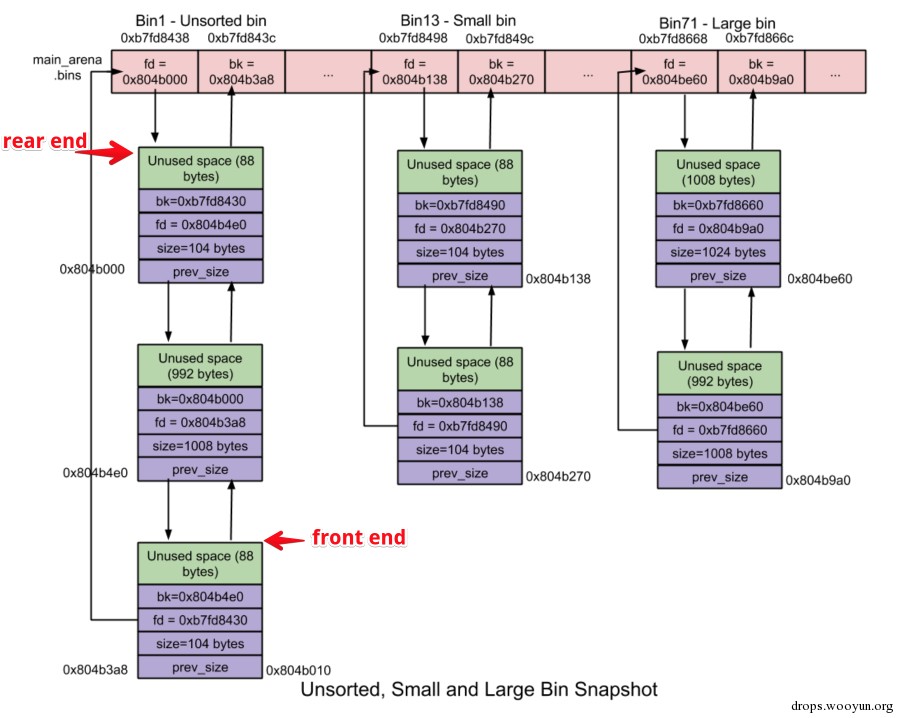 Bin1 - Unsorted bin
0xb7fd8438 0xb7fd843c
Bin13 - Small bin
0xb7fd8498 0xb7fd849c
Bin71 - Large bin
0xb7fd8668 0xb7fd866c
main_arena
.bins
fd =
0x804b000
bk =
0x804b3a8
...
fd =
0x804b138
bk =
0x804b270
...
fd =
0x804be60
bk =
0x804b9a0
...
rear end
Unused space (88
bytes)
bk=0xb7fd8430
fd = 0x804b4e0
size=104 bytes
prev_size
0x804b000
Unused space
(992 bytes)
bk=0x804b000
fd = 0x804b3a8
size=1008 bytes
prev_size
0x804b4e0
front end
Unused space (88
bytes)
bk=0x804b4e0
fd = 0xb7fd8430
size=104 bytes
prev_size
0x804b3a8
0x804b010
Unused space (88
bytes)
bk=0xb7fd8490
fd = 0x804b270
size=104 bytes
prev_size
0x804b138
Unused space (88
bytes)
bk=0x804b138
fd = 0xb7fd8490
size=104 bytes
prev_size
0x804b270
Unused space
(1008 bytes)
bk=0xb7fd8660
fd = 0x804b9a0
size=1024 bytes
prev_size
0x804be60
Unused space
(992 bytes)
bk=0x804be60
fd = 0xb7fd8660
size=1008 bytes
prev_size
0x804b9a0
Unsorted, Small and Large Bin Snapshot
drops.wooyun.org